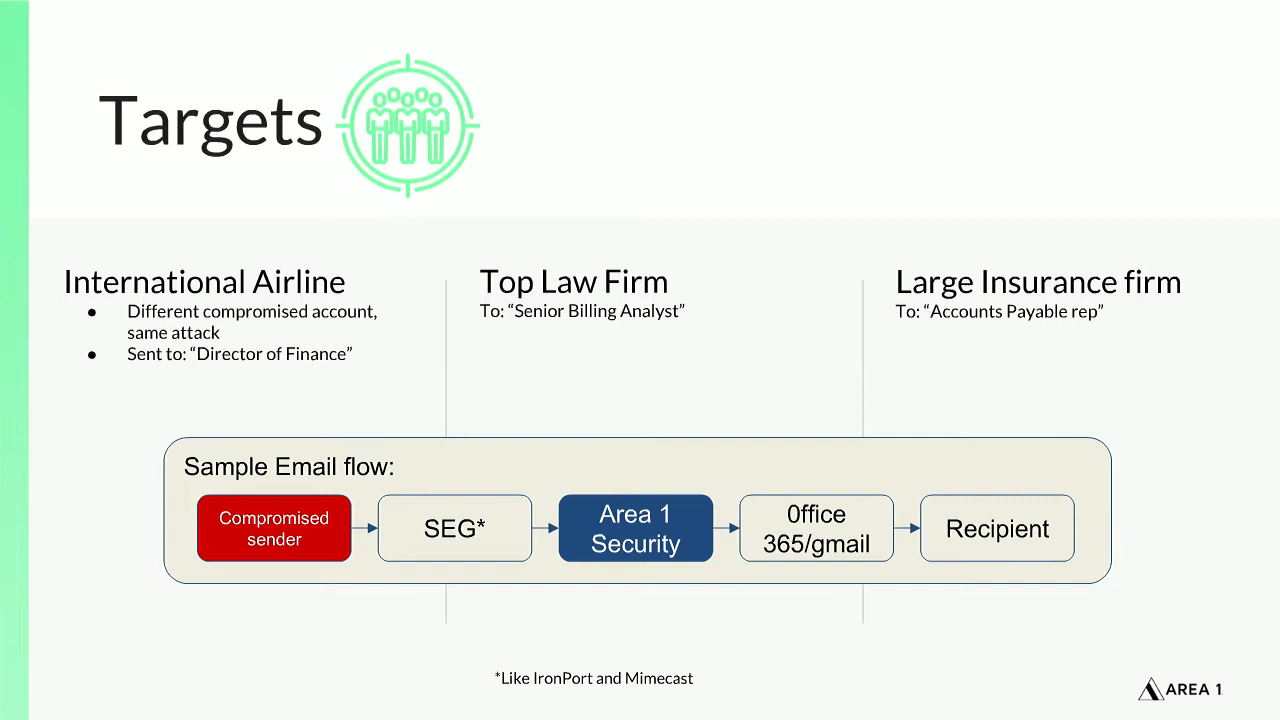 Targets
International Airline
● Different compromised account,
same attack
● Sent to: “Director of Finance”
Top Law Firm
To: “Senior Billing Analyst”
Large Insurance firm
To: “Accounts Payable rep”
Sample Email flow:
Compromised
sender
SEG*
Area 1
Security
0ffice
365/gmail
Recipient
*Like IronPort and Mimecast
AREA 1